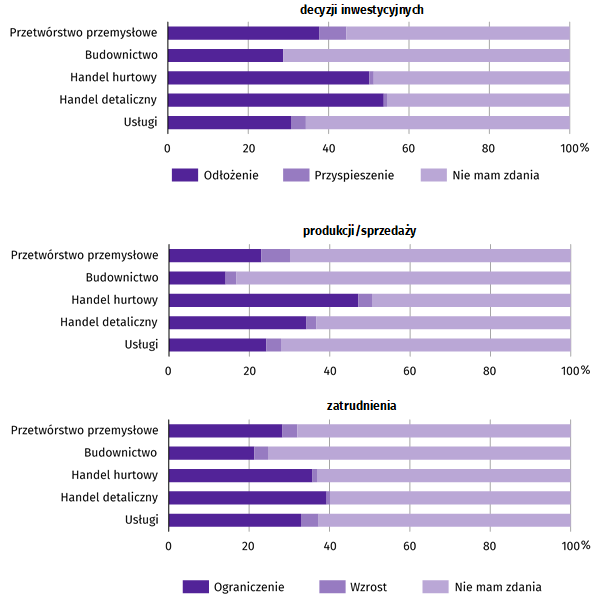 decyzji inwestycyjnych
Przetwórstwo przemysłowe
Budownictwo
Handel hurtowy
Handel detaliczny
Usługi
0 20 40 60 80 100%
Odłożenie Przyspieszenie Nie mam zdania
produkcji/sprzedaży
Przetwórstwo przemysłowe
Budownictwo
Handel hurtowy
Handel detaliczny
Usługi
0 20 40 60 80 100%
zatrudnienia
Przetwórstwo przemysłowe
Budownictwo
Handel hurtowy
Handel detaliczny
Usługi
0 20 40 60 80 100%
Ograniczenie Wzrost Nie mam zdania